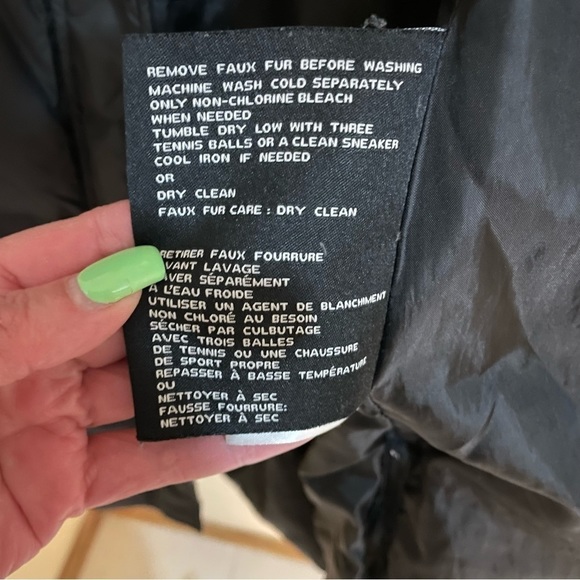 REMOVE FAUX FUR BEFORE WASHING
MACHINE WASH COLD SEPARATELY
ONLY NON-CHLORINE BLEACH
WHEN NEEDED
TUMBLE DRY LOW WITH THREE
TENNIS BALLS OR A CLEAN SNEAKER
COOL IRON IF NEEDED
OR
DRY CLEAN
FAUX FUR CARE : DRY CLEAN
RETIRER FAUX FOURRURE
AVANT LAVAGE
LAVER SÉPARÉMENT
À L'EAU FROIDE
UTILISER UN AGENT DE BLANCHIMENT
NON CHLORÉ AU BESOIN
SÉCHER PAR CULBUTAGE
AVEC TROIS BALLES
DE TENNIS OU UNE CHAUSSURE
DE SPORT PROPRE
REPASSER À BASSE TEMPÉRATURE
OU
NETTOYER À SEC
FAUSSE FOURRURE:
NETTOYER À SEC